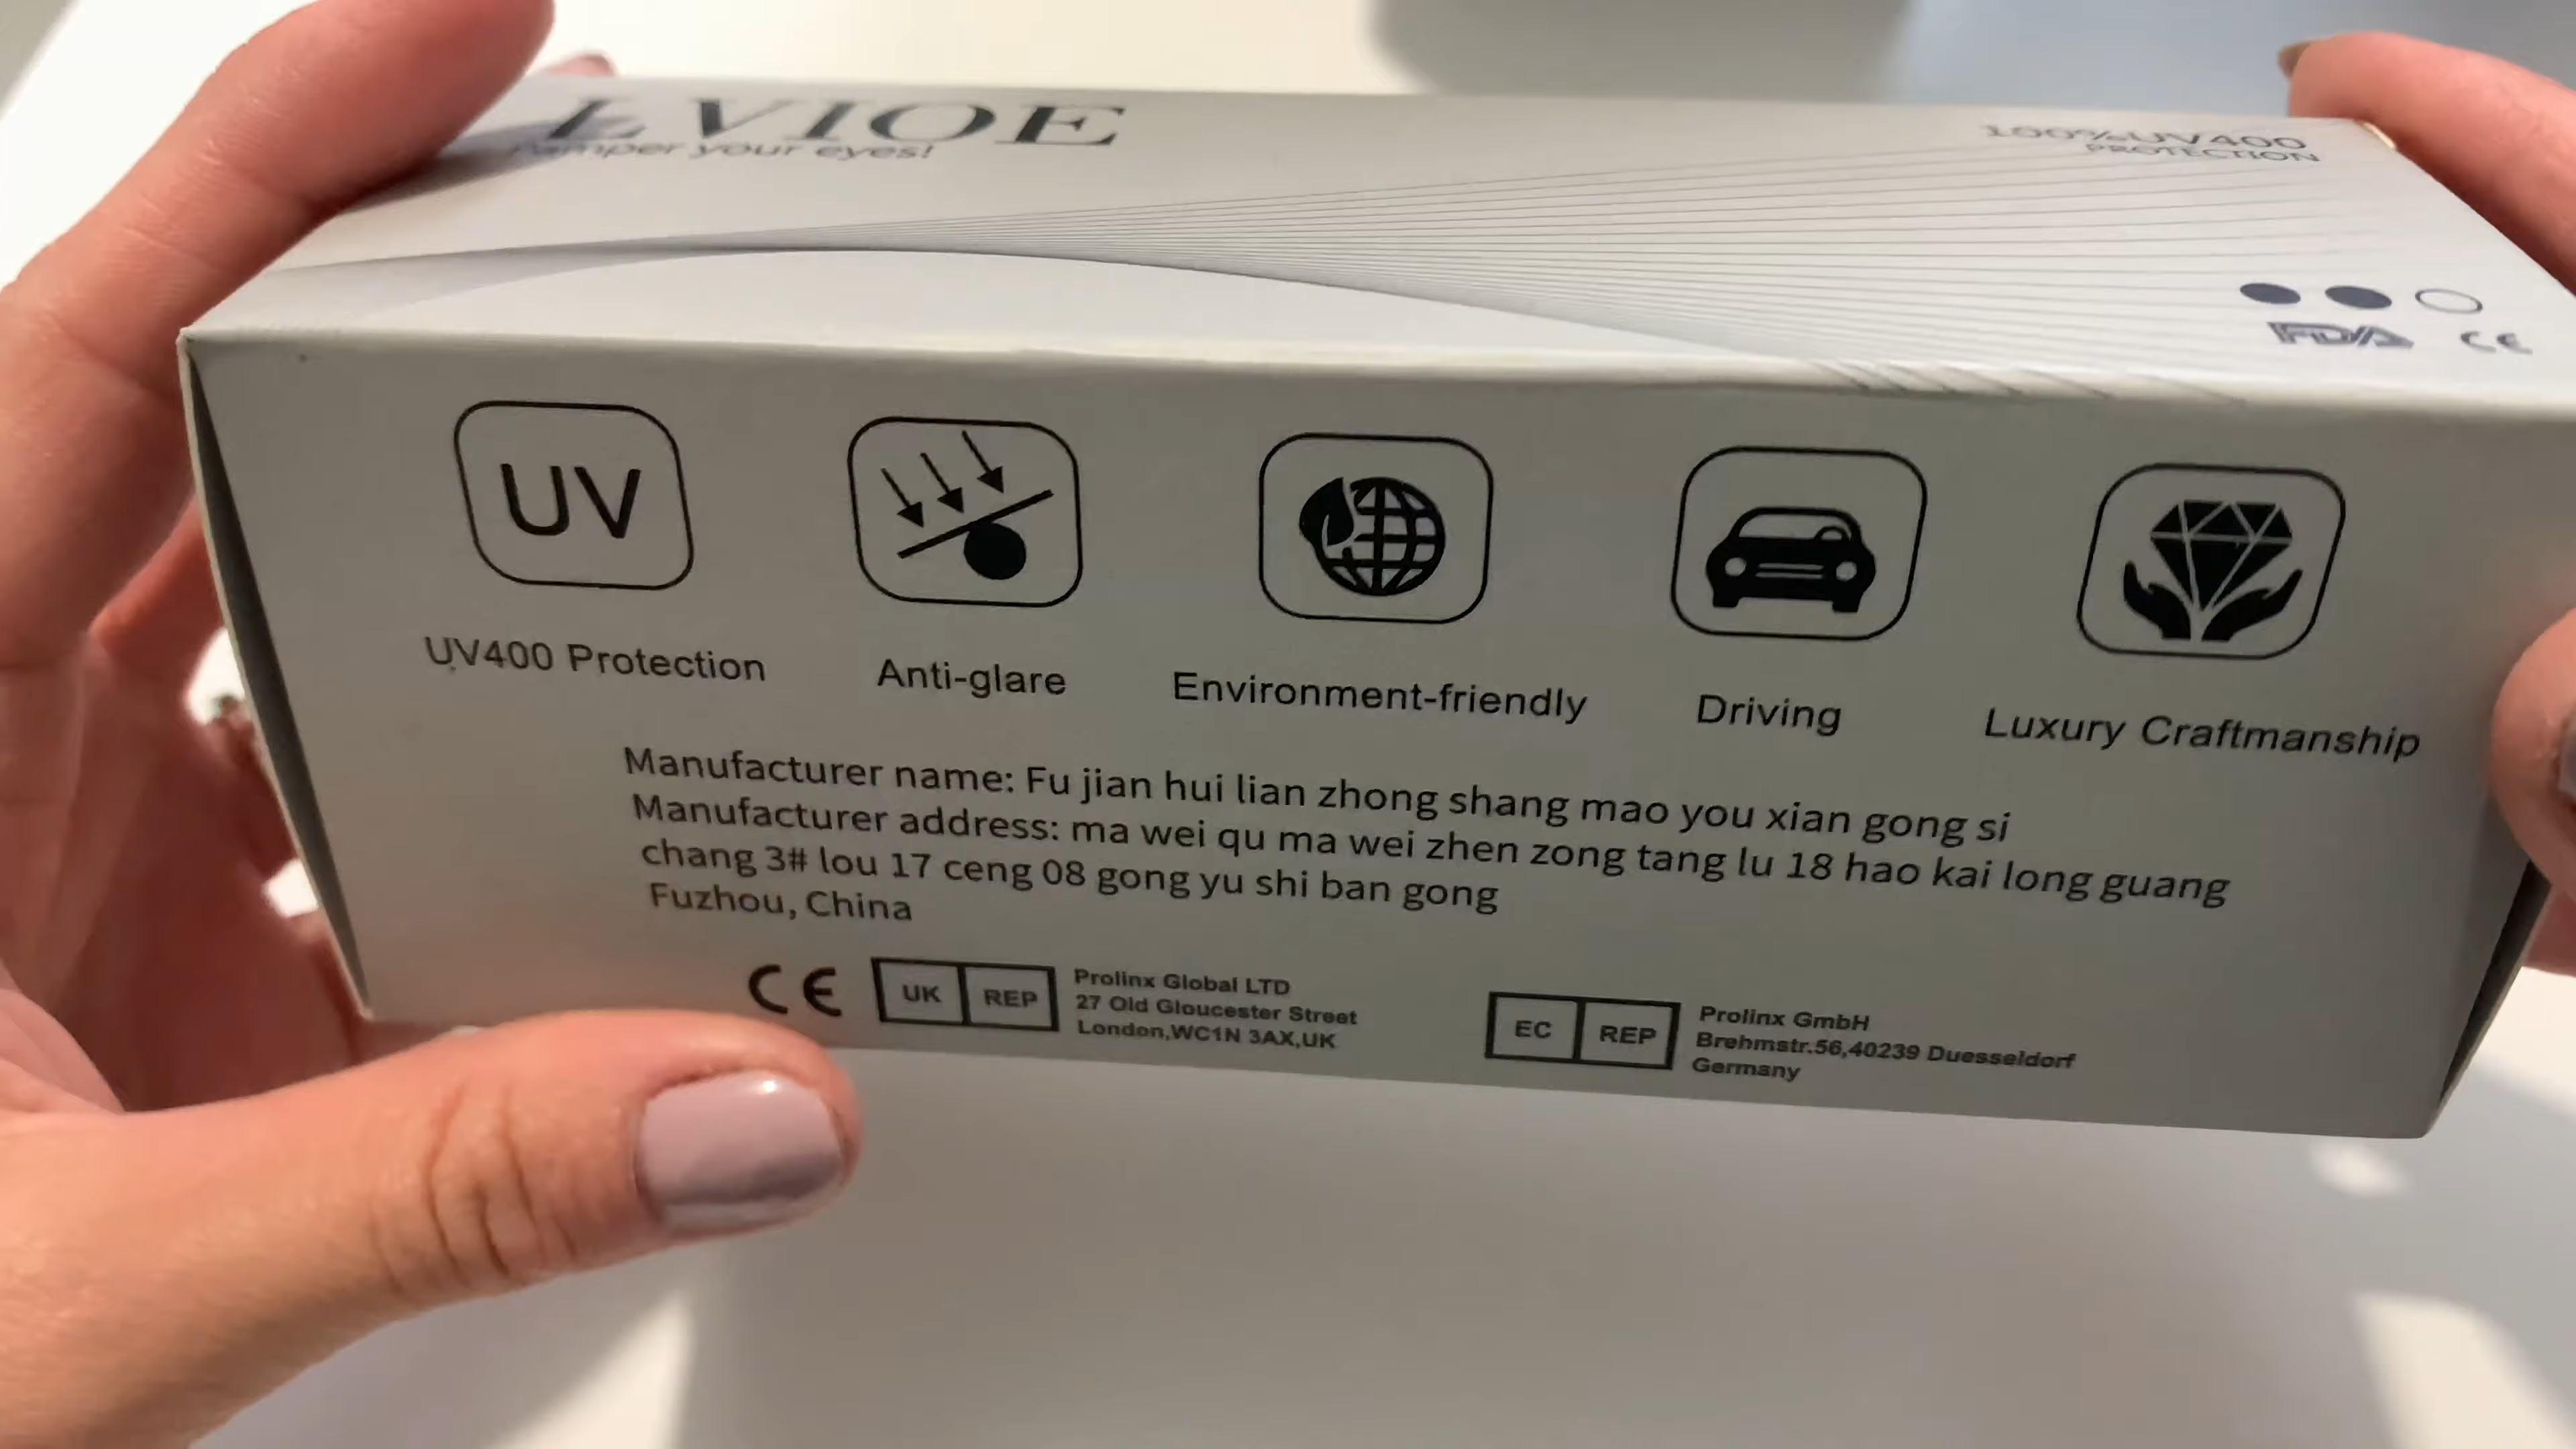 LVIOE
Pamper your eyes!
100%UV400
PROTECTION
FDA CE
UV
UV400 Protection
Anti-glare
Environment-friendly
Driving
Luxury Craftmanship
Manufacturer name: Fu jian hui lian zhong shang mao you xian gong si
Manufacturer address: ma wei qu ma wei zhen zong tang lu 18 hao kai long guang
chang 3# lou 17 ceng 08 gong yu shi ban gong
Fuzhou, China
CE
UK REP
Prolinx Global LTD
27 Old Gloucester Street
London,WC1N 3AX,UK
EC REP
Prolinx GmbH
Brehmstr.56,40239 Duesseldorf
Germany